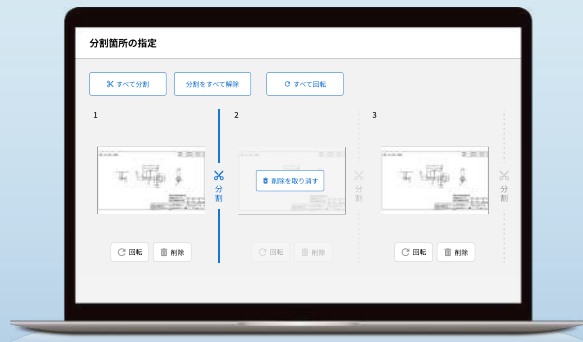 分割箇所の指定
すべて分割 分割をすべて解除 すべて回転
1 2 3
削除を取り消す
分割 分割 分割
回転 削除 回転 削除 回転 削除